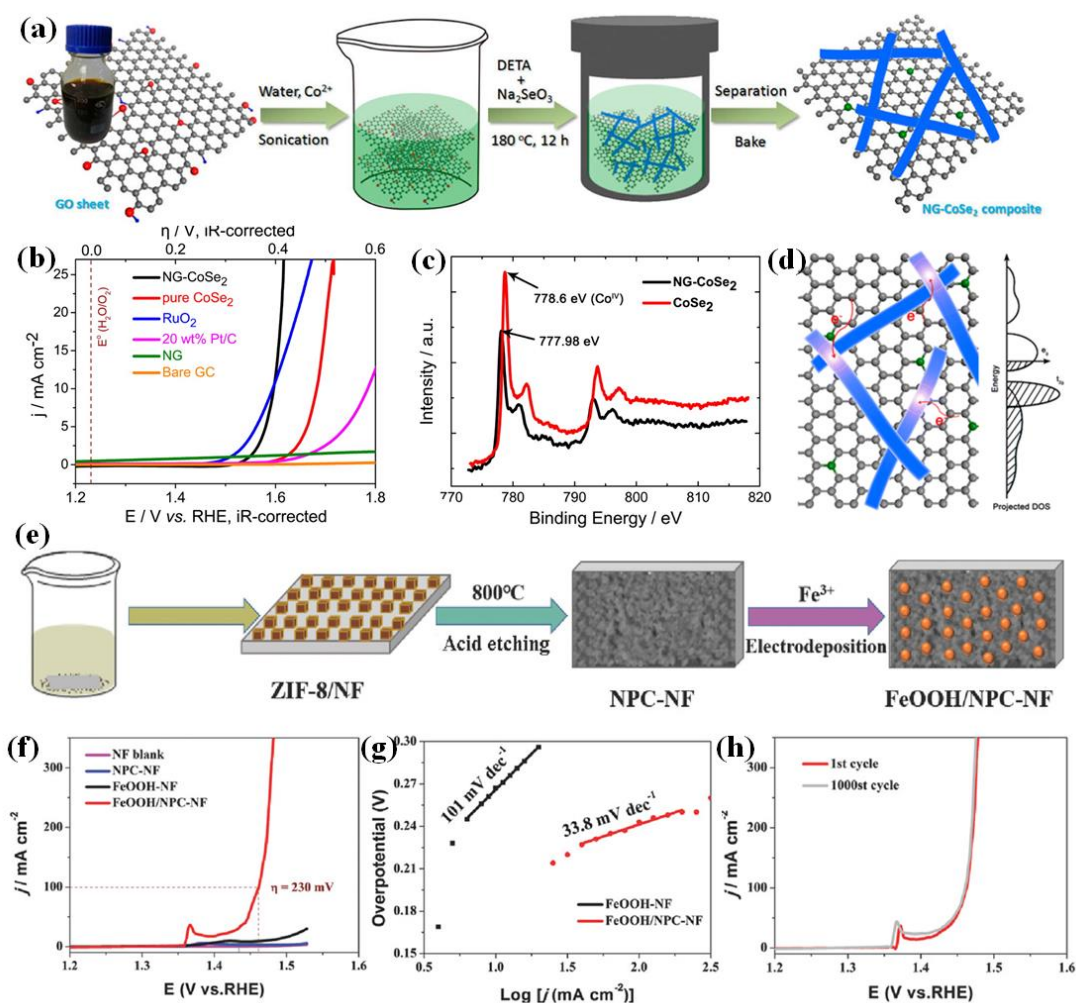 (a)
Water, Co²⁺
Sonication
DETA
+
Na₂SeO₃
180 °C, 12 h
Separation
Bake
GO sheet
NG-CoSe₂ composite
(b)
η / V, iR-corrected
0.0 0.2 0.4 0.6
E° (H₂O/O₂)
NG-CoSe₂
pure CoSe₂
RuO₂
20 wt% Pt/C
NG
Bare GC
j / mA cm⁻²
25
20
15
10
5
0
1.2 1.4 1.6 1.8
E / V vs. RHE, iR-corrected
(c)
778.6 eV (Coᴵⱽ)
777.98 eV
NG-CoSe₂
CoSe₂
Intensity / a.u.
770 780 790 800 810 820
Binding Energy / eV
(d)
e⁻
e⁻
e⁻
Energy
Projected DOS
(e)
800℃
Acid etching
Fe³⁺
Electrodeposition
ZIF-8/NF
NPC-NF
FeOOH/NPC-NF
(f)
NF blank
NPC-NF
FeOOH-NF
FeOOH/NPC-NF
η = 230 mV
j / mA cm⁻²
300
200
100
0
1.2 1.3 1.4 1.5 1.6
E (V vs.RHE)
(g)
101 mV dec⁻¹
33.8 mV dec⁻¹
FeOOH-NF
FeOOH/NPC-NF
Overpotential (V)
0.30
0.27
0.24
0.21
0.18
0.15
0.5 1.0 1.5 2.0 2.5
Log [j (mA cm⁻²]
(h)
1st cycle
1000st cycle
j / mA cm⁻²
300
200
100
0
1.2 1.3 1.4 1.5 1.6
E (V vs.RHE)